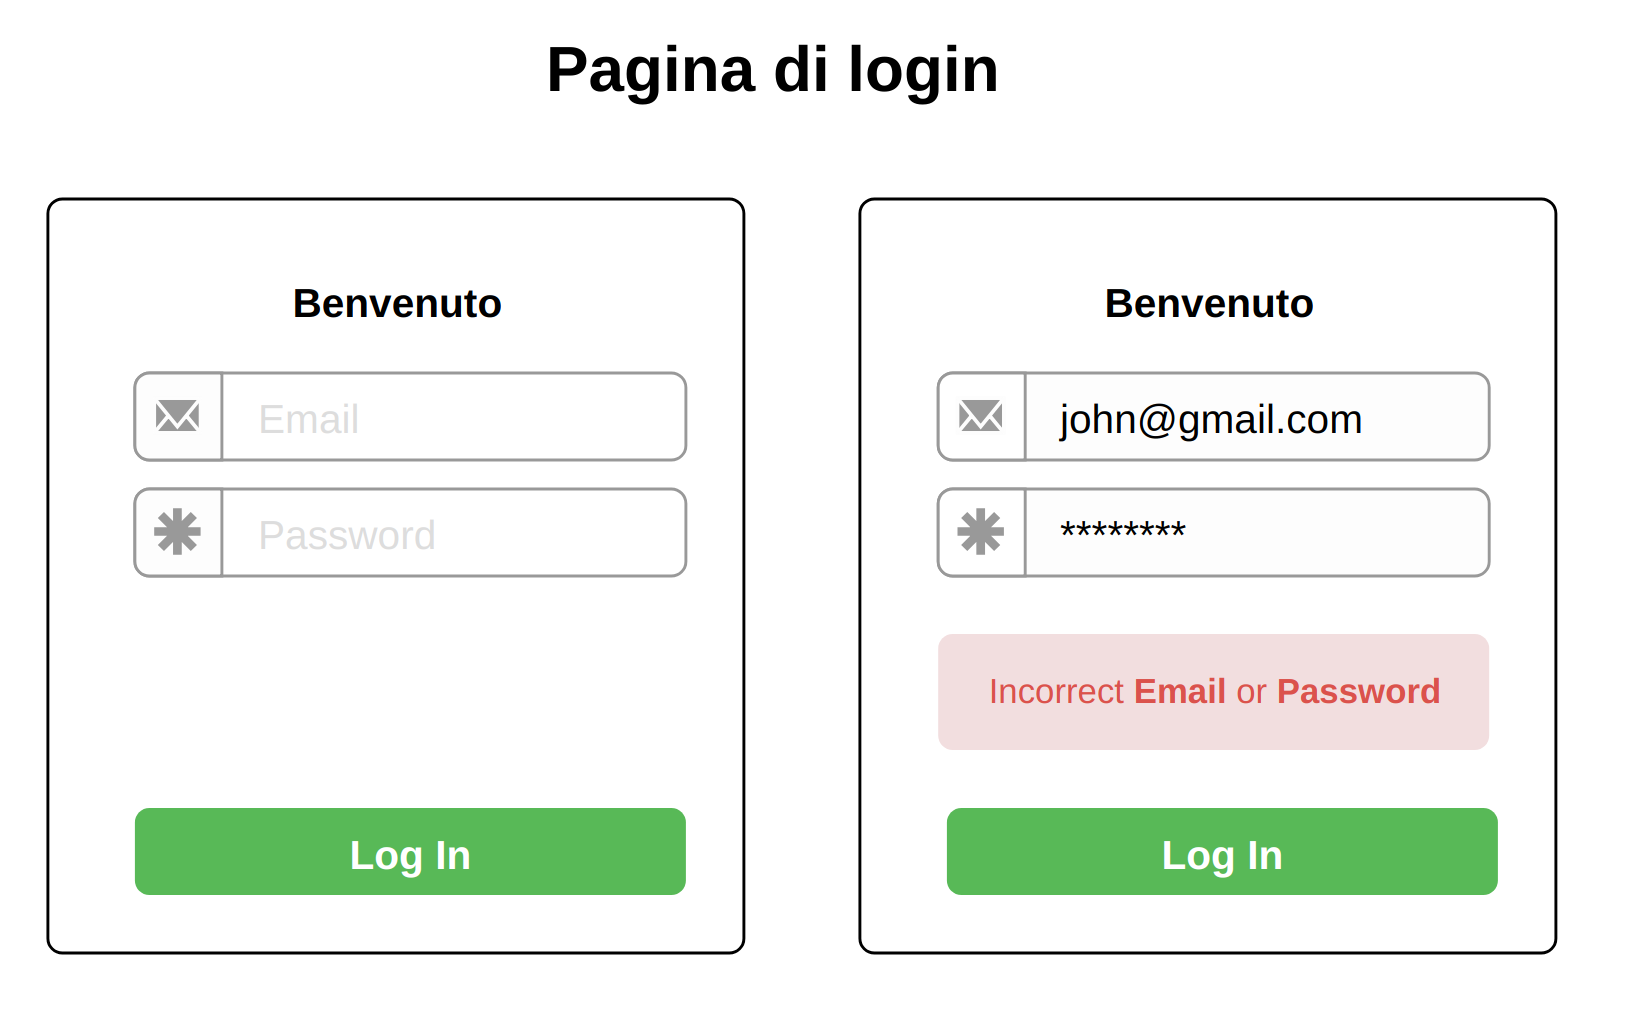 Pagina di login
Benvenuto
Email
Password
Log In
Benvenuto
john@gmail.com
********
Incorrect Email or Password
Log In